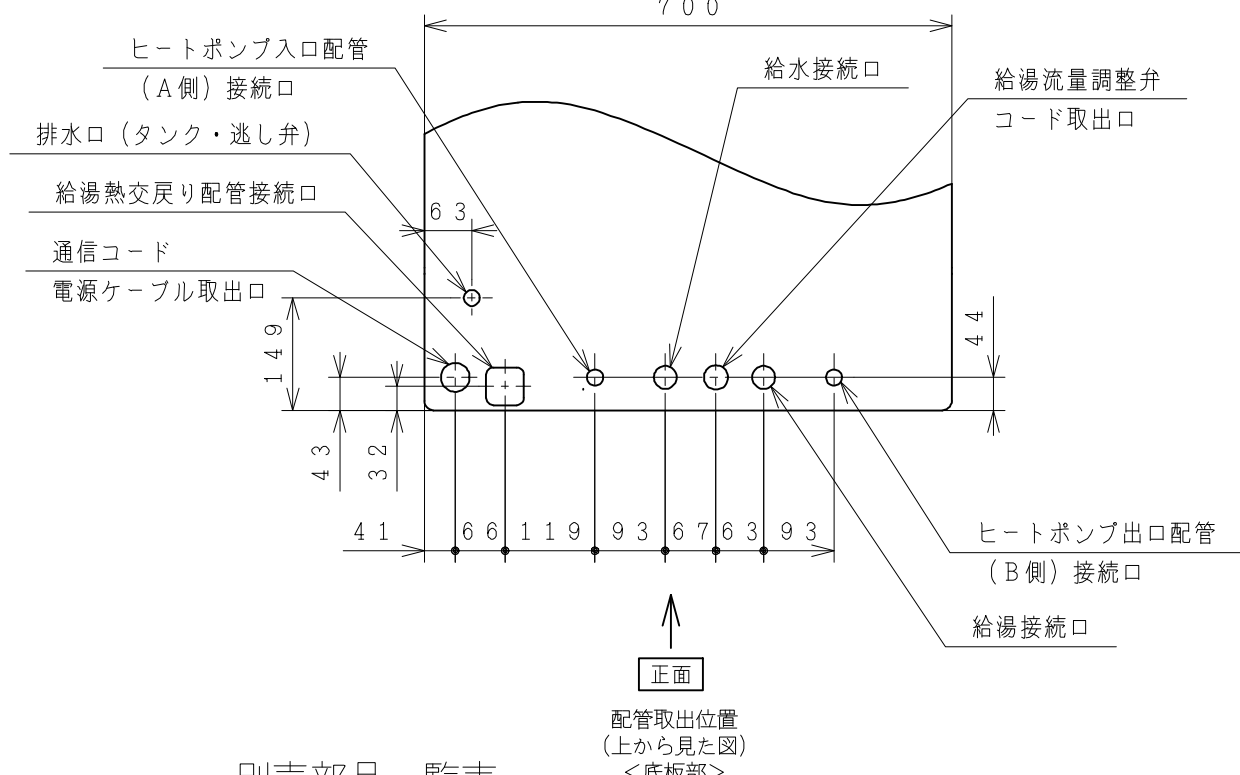 700
ヒートポンプ入口配管
(A側) 接続口
給水接続口
給湯流量調整弁
コード取出口
排水口 (タンク・逃し弁)
給湯熱交戻り配管接続口
63
通信コード
電源ケーブル取出口
149
44
43
32
41
66
119
93
67
63
93
ヒートポンプ出口配管
(B側) 接続口
給湯接続口
正面
配管取出位置
(上から見た図)
<底板部>